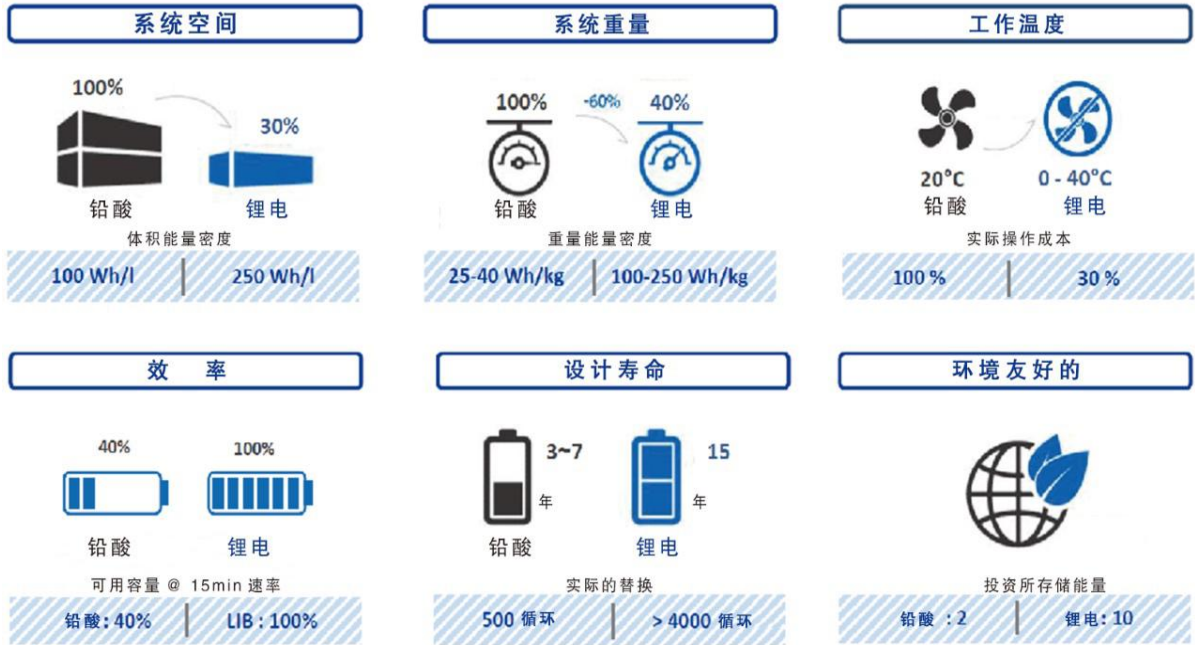 系统空间
100%
30%
铅酸
锂电
体积能量密度
100 Wh/l
250 Wh/l
系统重量
100%
-60%
40%
铅酸
锂电
重量能量密度
25-40 Wh/kg
100-250 Wh/kg
工作温度
20°C
0 - 40°C
铅酸
锂电
实际操作成本
100 %
30 %
效 率
40%
100%
铅酸
锂电
可用容量 @ 15min 速率
铅酸: 40%
LIB : 100%
设计寿命
3~7
年
15
年
铅酸
锂电
实际的替换
500 循环
> 4000 循环
环境友好的
投资所存储能量
铅酸 : 2
锂电: 10